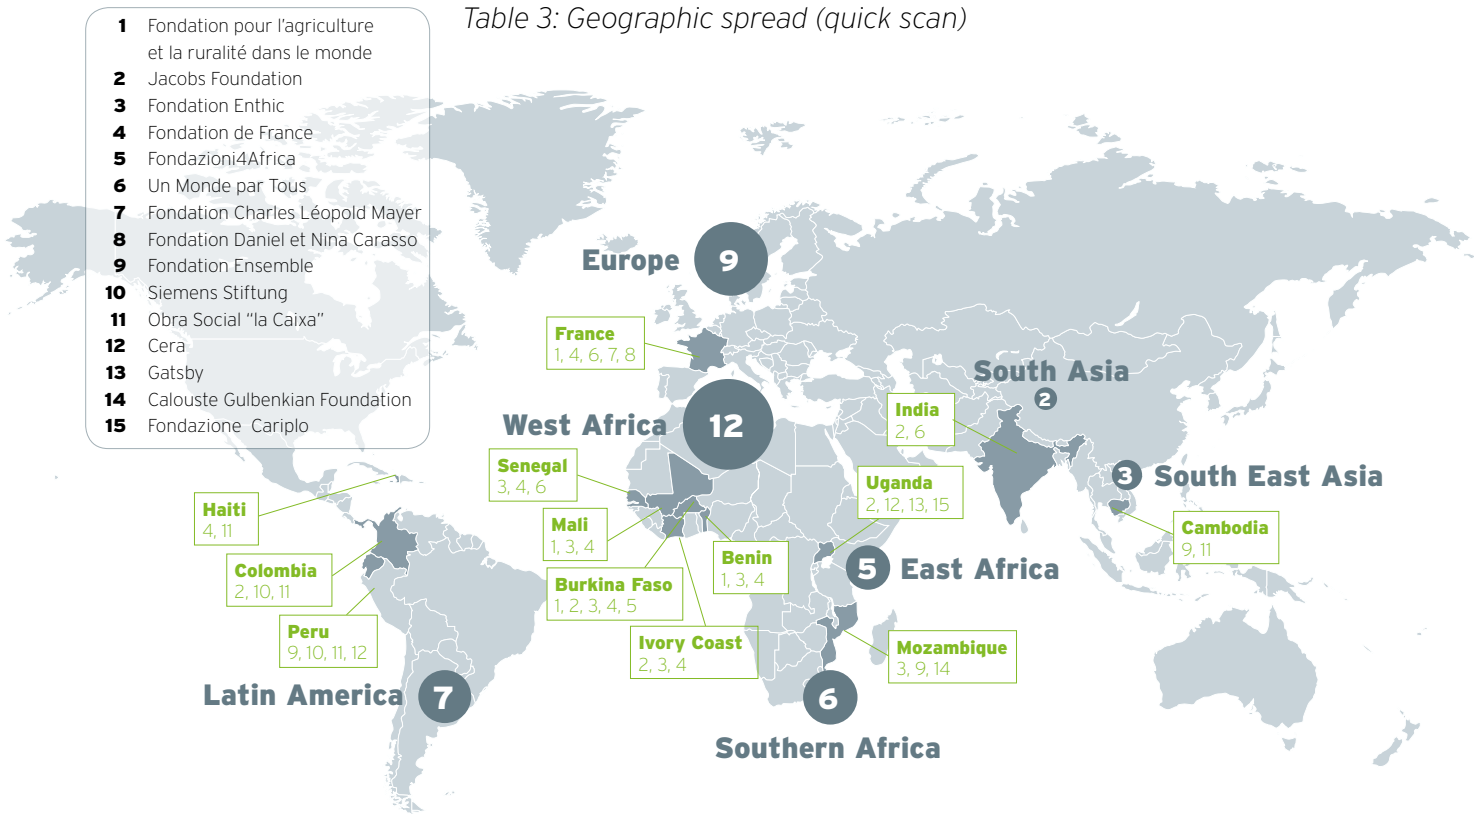 Table 3: Geographic spread (quick scan)
1 Fondation pour l'agriculture
et la ruralité dans le monde
2 Jacobs Foundation
3 Fondation Enthic
4 Fondation de France
5 Fondazioni4Africa
6 Un Monde par Tous
7 Fondation Charles Léopold Mayer
8 Fondation Daniel et Nina Carasso
9 Fondation Ensemble
10 Siemens Stiftung
11 Obra Social "la Caixa"
12 Cera
13 Gatsby
14 Calouste Gulbenkian Foundation
15 Fondazione Cariplo
Europe 9
France
1, 4, 6, 7, 8
South Asia
2
India
2, 6
West Africa 12
Senegal
3, 4, 6
Mali
1, 3, 4
Burkina Faso
1, 2, 3, 4, 5
Benin
1, 3, 4
Ivory Coast
2, 3, 4
Uganda
2, 12, 13, 15
3 South East Asia
Cambodia
9, 11
5 East Africa
Haiti
4, 11
Colombia
2, 10, 11
Peru
9, 10, 11, 12
Latin America 7
Mozambique
3, 9, 14
6
Southern Africa